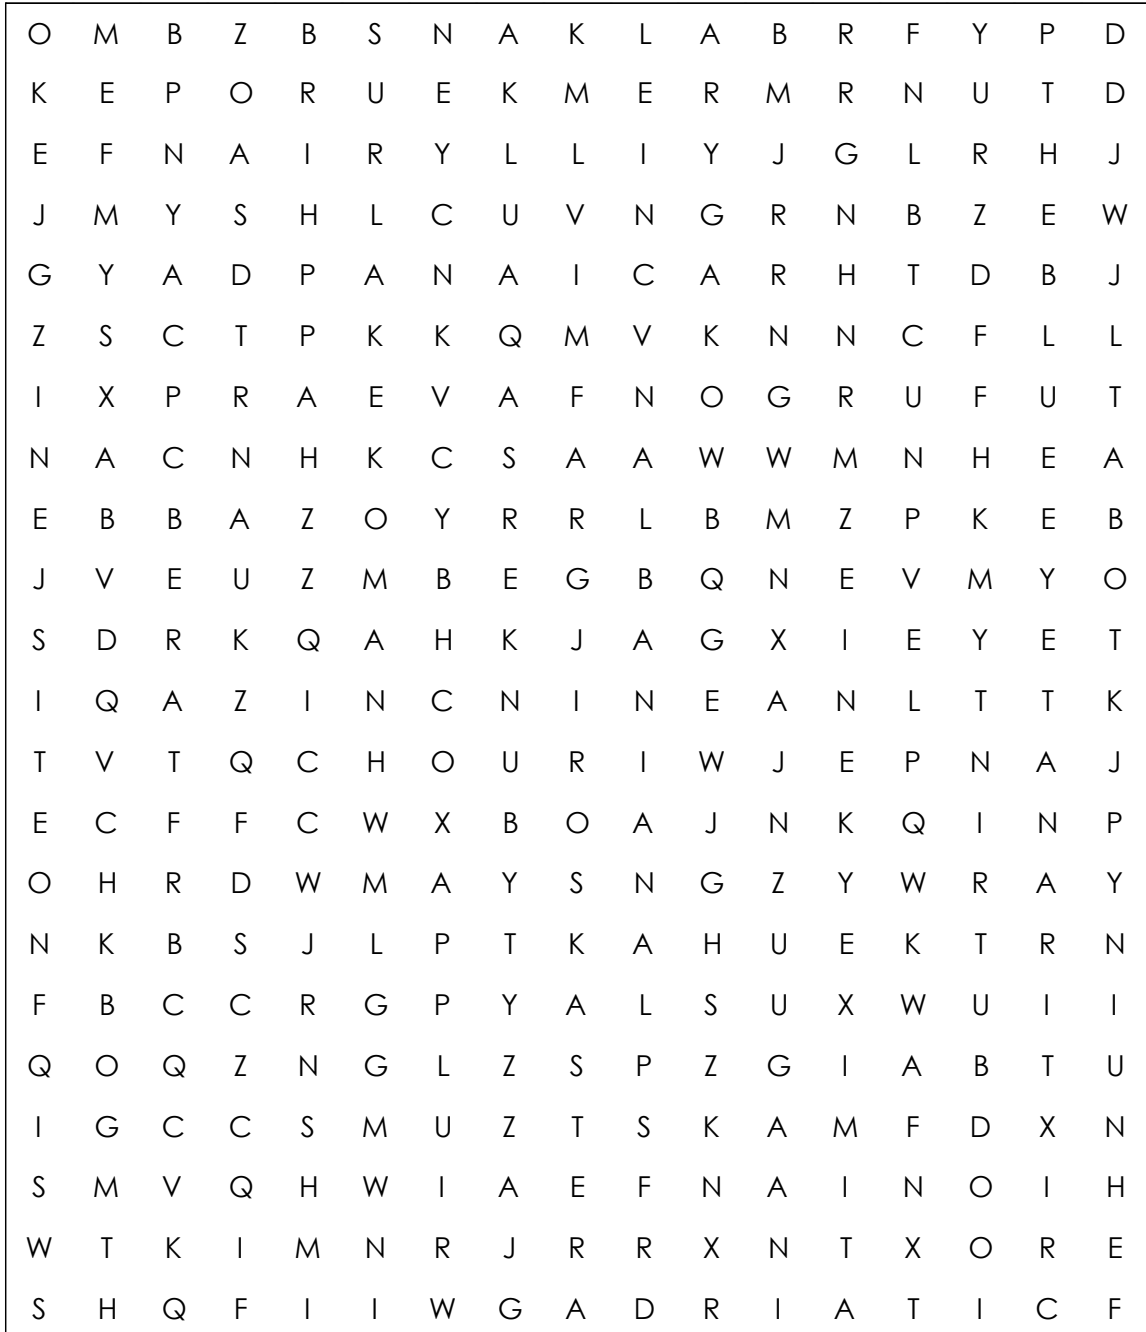 O M B Z B S N A K L A B R F Y P D
K E P O R U E K M E R M R N U T D
E F N A I R Y L L I Y J G L R H J
J M Y S H L C U V N G R N B Z E W
G Y A D P A N A I C A R H T D B J
Z S C T P K K Q M V K N N C F L L
I X P R A E V A F N O G R U F U T
N A C N H K C S A A W W M N H E A
E B B A Z O Y R R L B M Z P K E B
J V E U Z M B E G B Q N E V M Y O
S D R K Q A H K J A G X I E Y E T
I Q A Z I N C N I N E A N L T T K
T V T Q C H O U R I W J E P N A J
E C F F C W X B O A J N K Q I N P
O H R D W M A Y S N G Z Y W R A Y
N K B S J L P T K A H U E K T R N
F B C C R G P Y A L S U X W U I I
Q O Q Z N G L Z S P Z G I A B T U
I G C C S M U Z T S K A M F D X N
S M V Q H W I A E F N A I N O I H
W T K I M N R J R R X N T X O R E
S H Q F I I W G A D R I A T I C F